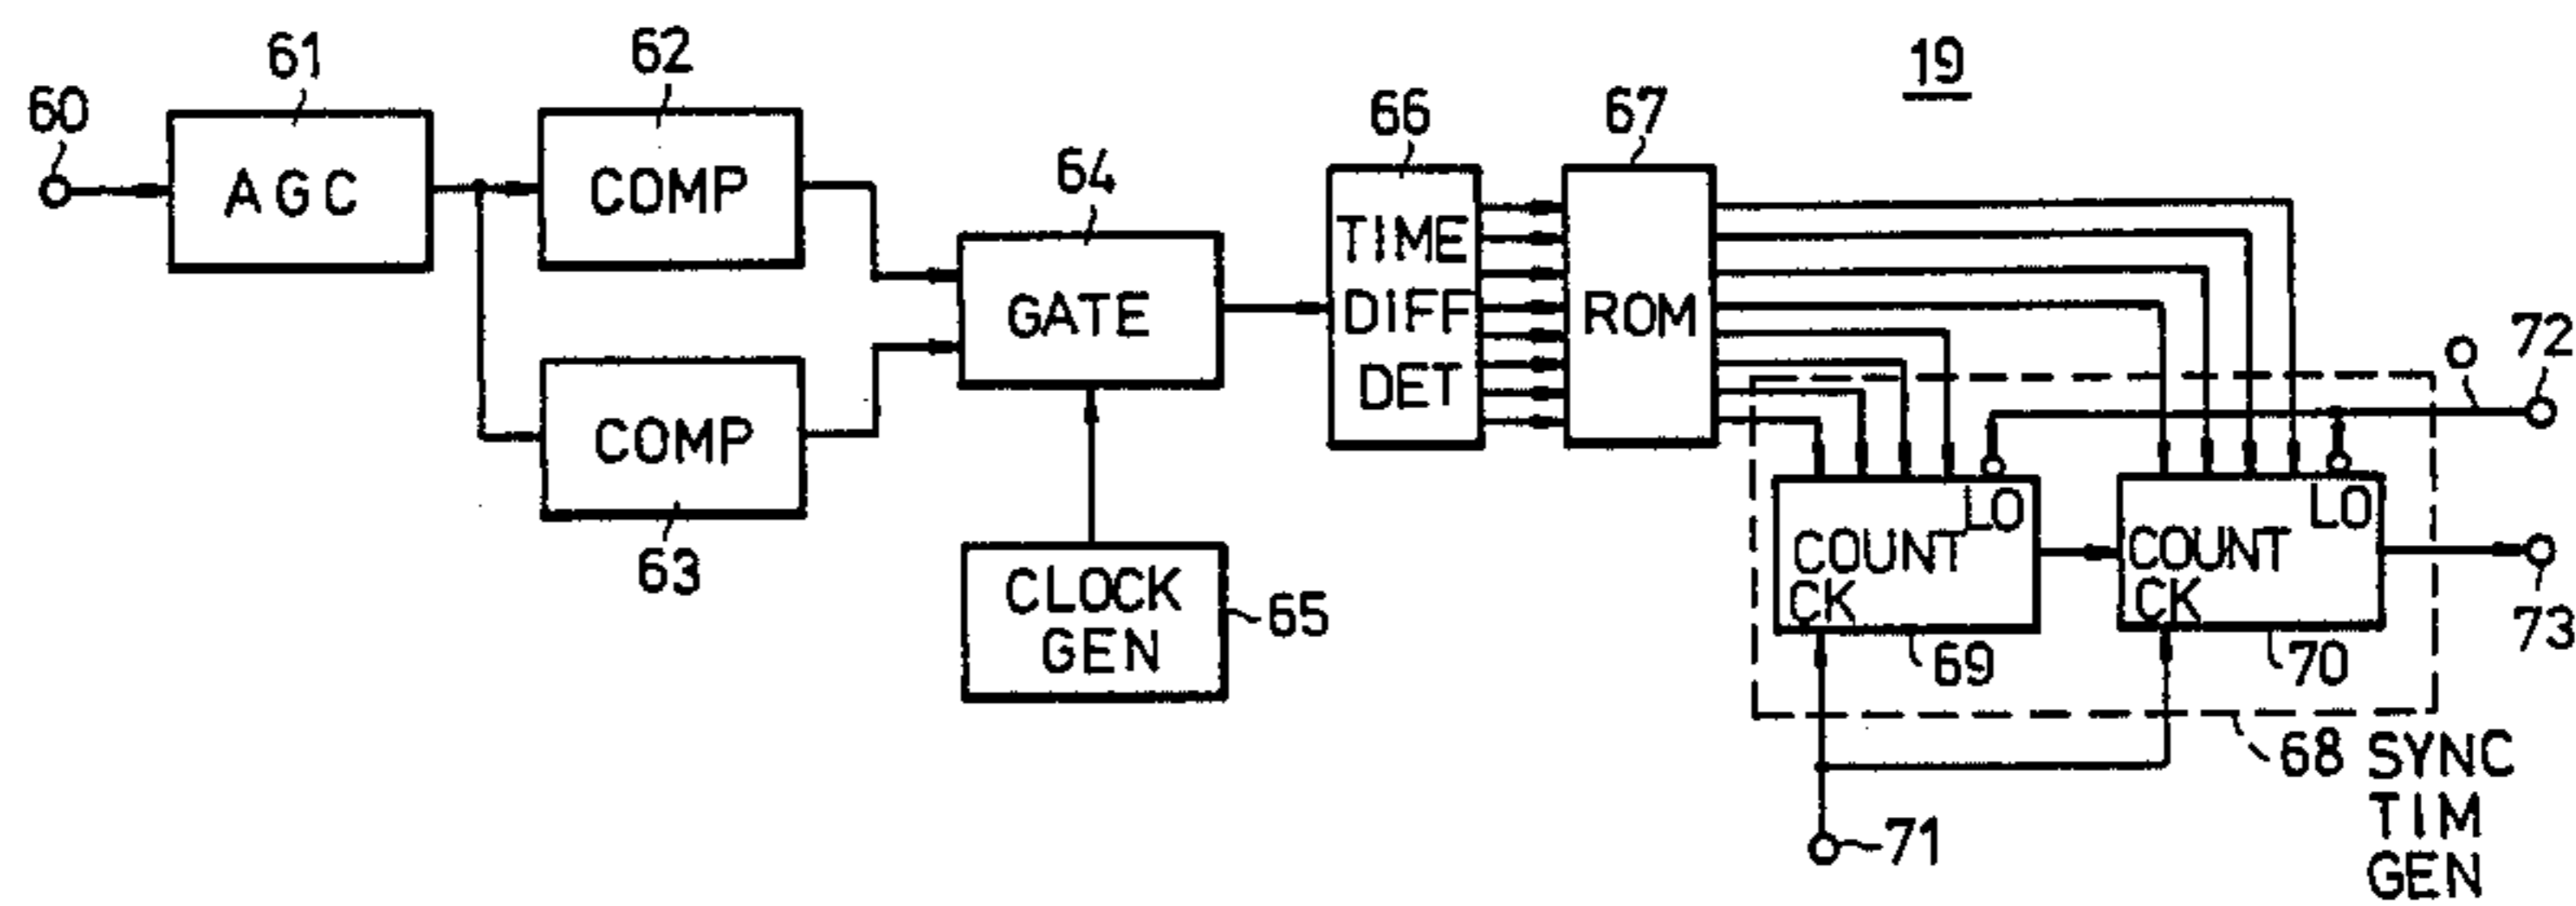 19
60
61
AGC
62
COMP
63
COMP
64
GATE
65
CLOCK
GEN
66
TIME
DIFF
DET
67
ROM
LO
COUNT
CK
69
LO
COUNT
CK
70
O
72
73
71
68 SYNC
TIM
GEN